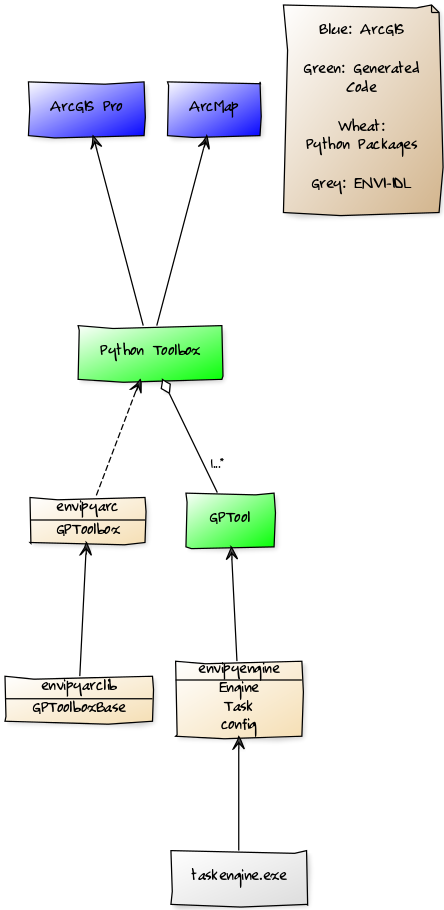 Blue: ArcGIS
Green: Generated
Code
Wheat:
Python Packages
Grey: ENVI-IDL
ArcGIS Pro
ArcMap
Python Toolbox
1..*
envipyarc
GPToolbox
GPTool
envipyarclib
GPToolboxBase
envipyengine
Engine
Task
config
taskengine.exe